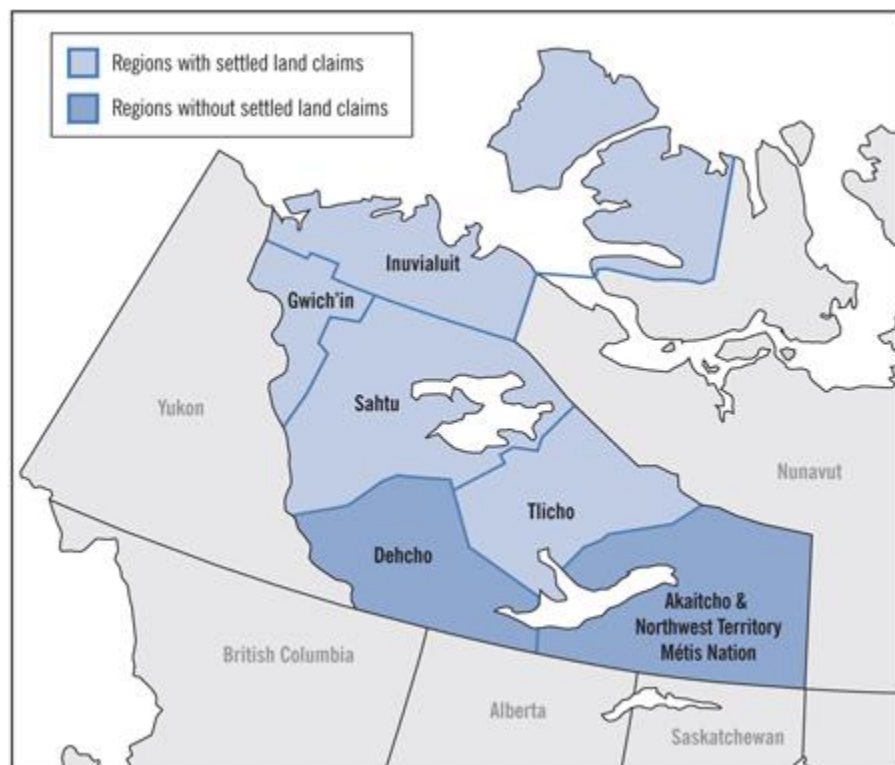 Regions with settled land claims
Regions without settled land claims
Inuvialuit
Gwich'in
Yukon
Sahtu
Nunavut
Tlicho
Dehcho
Akaitcho &
Northwest Territory
Métis Nation
British Columbia
Alberta
Saskatchewan